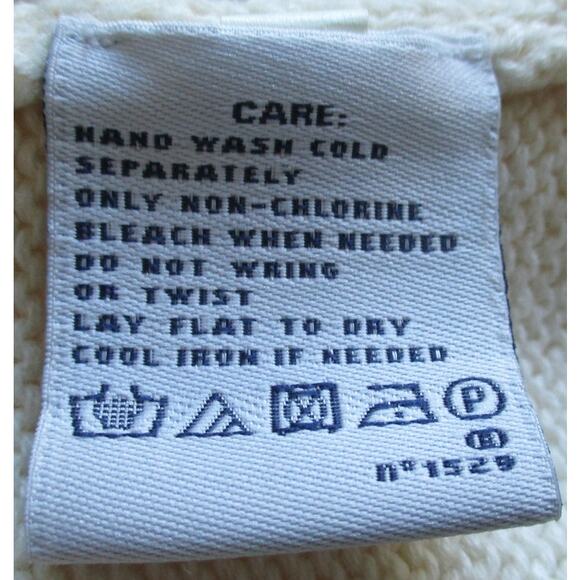 CARE:
HAND WASH COLD
SEPARATELY
ONLY NON-CHLORINE
BLEACH WHEN NEEDED
DO NOT WRING
OR TWIST
LAY FLAT TO DRY
COOL IRON IF NEEDED
P
E
n° 1529